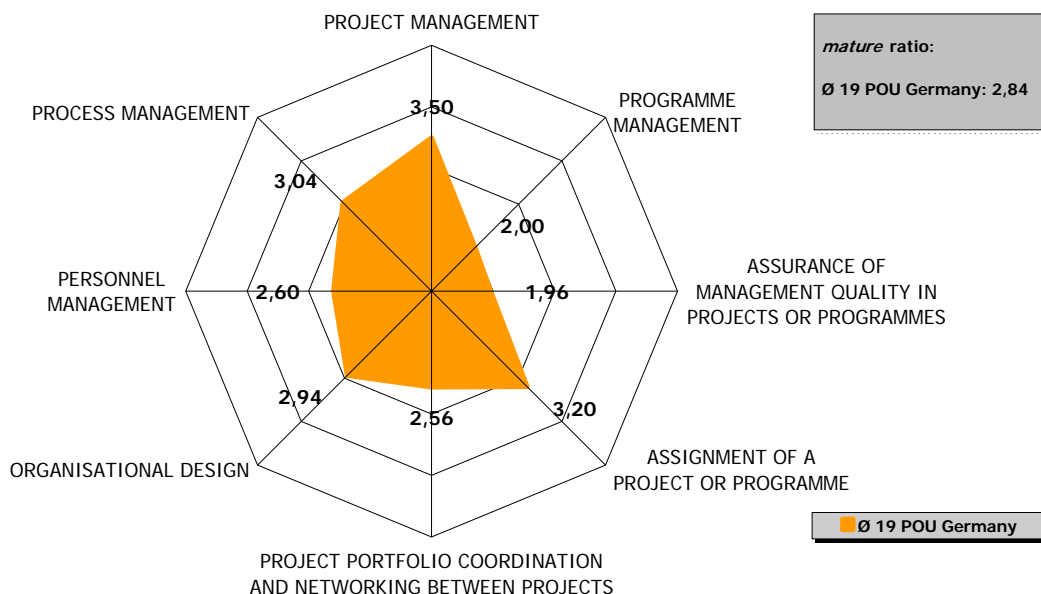 PROJECT MANAGEMENT
mature ratio:
Ø 19 POU Germany: 2,84
PROCESS MANAGEMENT
3,50
PROGRAMME
MANAGEMENT
3,04
2,00
PERSONNEL
MANAGEMENT
2,60
1,96
ASSURANCE OF
MANAGEMENT QUALITY IN
PROJECTS OR PROGRAMMES
2,94
2,56
3,20
ORGANISATIONAL DESIGN
ASSIGNMENT OF A
PROJECT OR PROGRAMME
Ø 19 POU Germany
PROJECT PORTFOLIO COORDINATION
AND NETWORKING BETWEEN PROJECTS